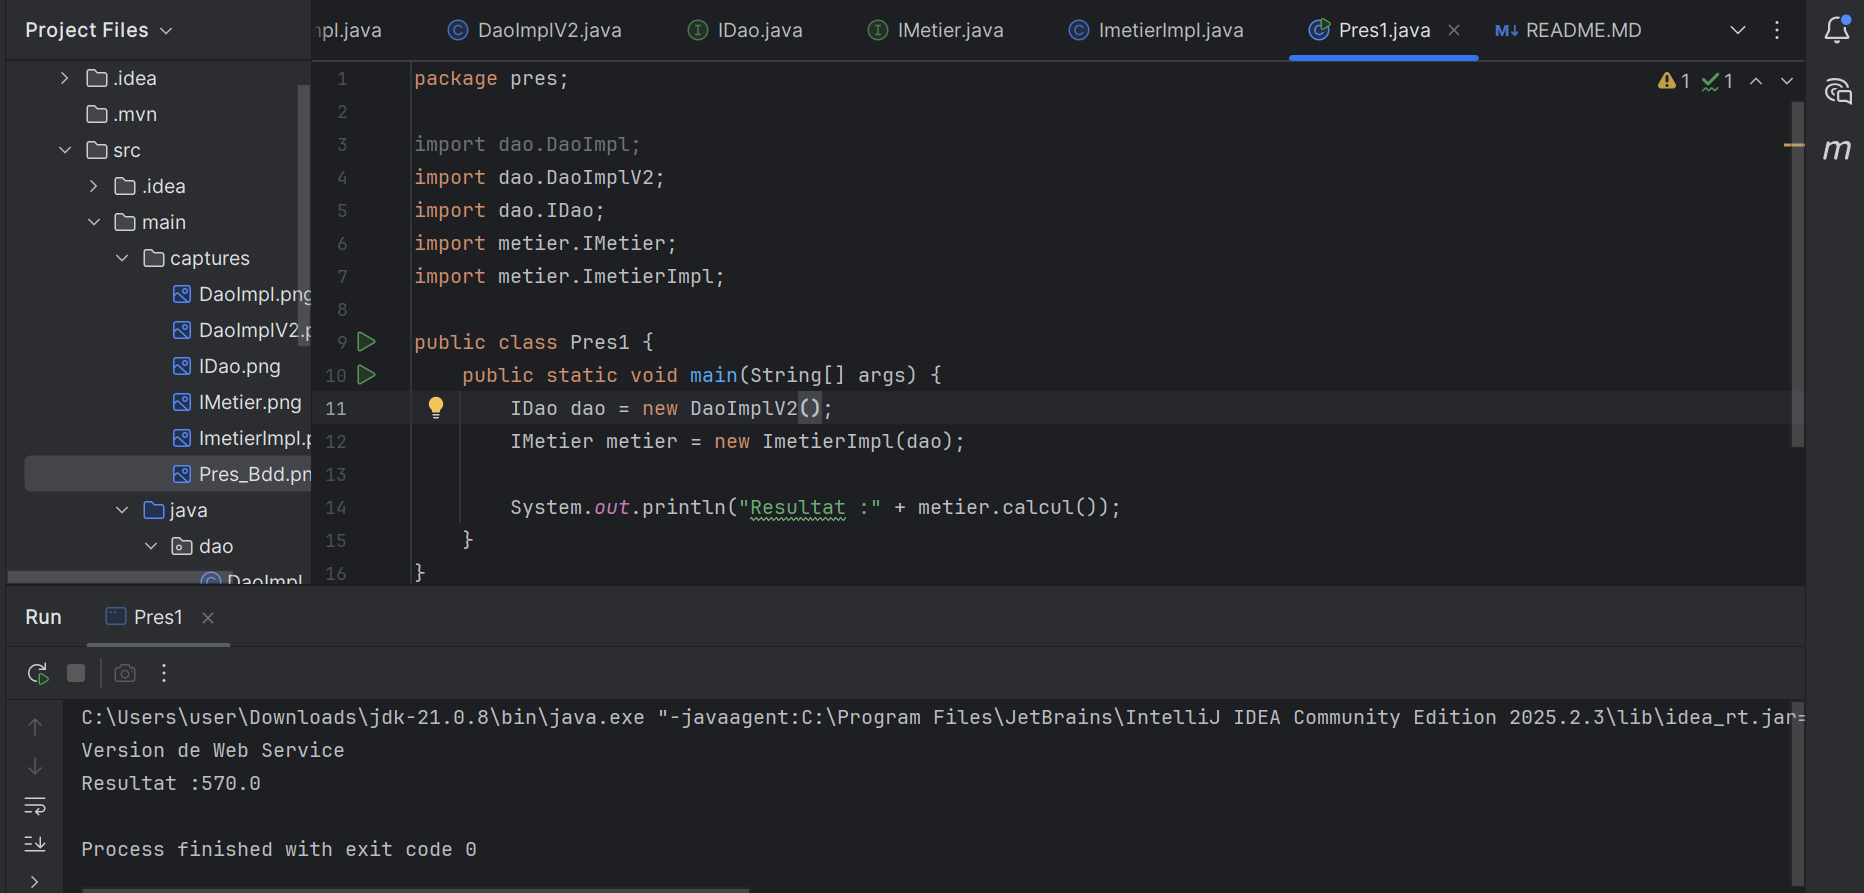 Project Files
.idea
.mvn
src
.idea
main
captures
DaoImpl.png
DaoImplV2.p
IDao.png
IMetier.png
ImetierImpl.p
Pres_Bdd.pn
java
dao
DaoImpl
mpl.java
DaoImplV2.java
IDao.java
IMetier.java
ImetierImpl.java
Pres1.java
M↓ README.MD
1 package pres;
2
3 import dao.DaoImpl;
4 import dao.DaoImplV2;
5 import dao.IDao;
6 import metier.IMetier;
7 import metier.ImetierImpl;
8
9 public class Pres1 {
10 public static void main(String[] args) {
11 IDao dao = new DaoImplV2();
12 IMetier metier = new ImetierImpl(dao);
13
14 System.out.println("Resultat :" + metier.calcul());
15 }
16 }
1 1
m
Run Pres1
C:\Users\user\Downloads\jdk-21.0.8\bin\java.exe "-javaagent:C:\Program Files\JetBrains\IntelliJ IDEA Community Edition 2025.2.3\lib\idea_rt.jar=
Version de Web Service
Resultat :570.0
Process finished with exit code 0